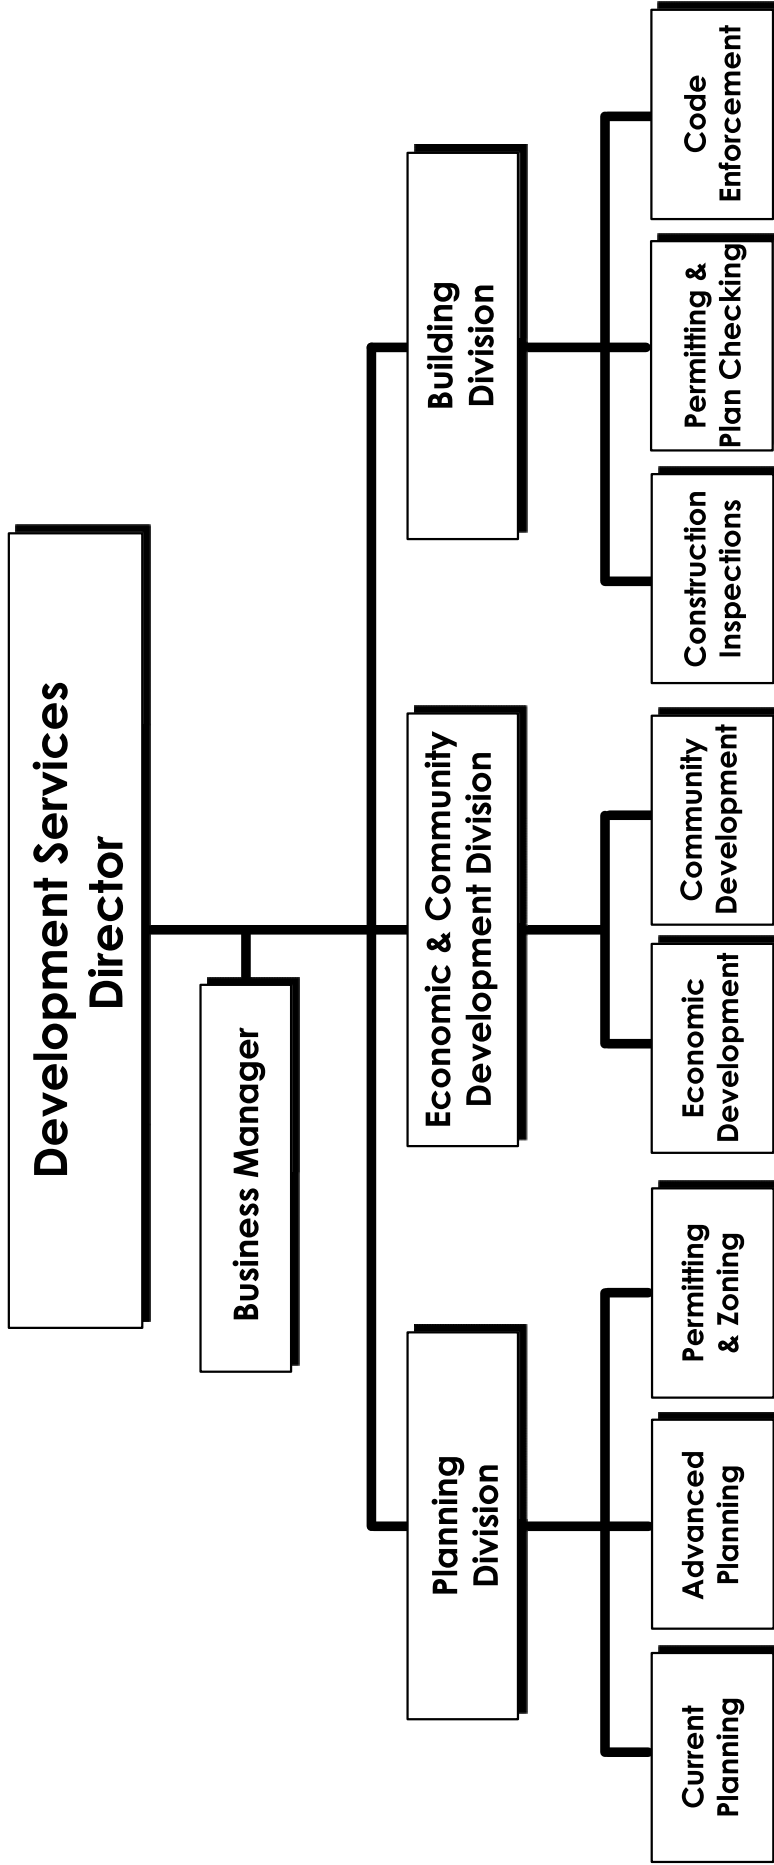 Development Services
Director
Business Manager
Planning
Division
Economic & Community
Development Division
Building
Division
Current
Planning
Advanced
Planning
Permitting
& Zoning
Economic
Development
Community
Development
Construction
Inspections
Permitting &
Plan Checking
Code
Enforcement